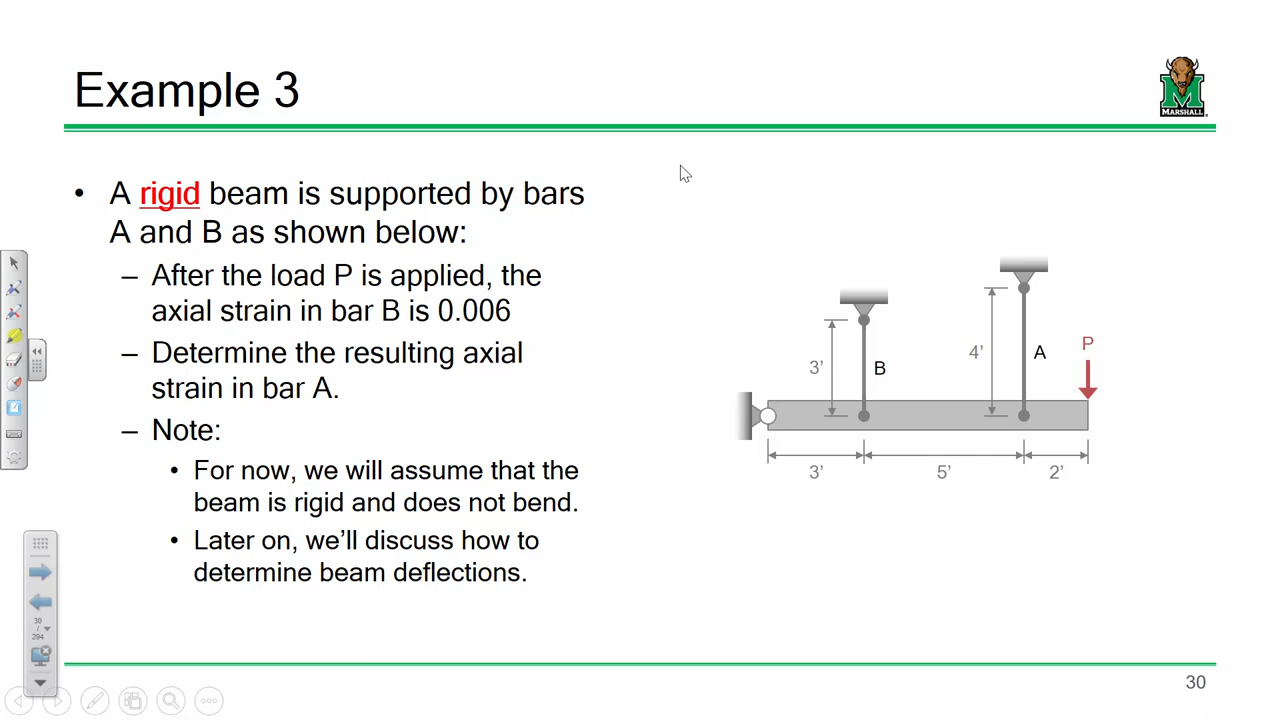 Example 3
MARSHALL
• A rigid beam is supported by bars
A and B as shown below:
– After the load P is applied, the
axial strain in bar B is 0.006
– Determine the resulting axial
strain in bar A.
– Note:
• For now, we will assume that the
beam is rigid and does not bend.
• Later on, we’ll discuss how to
determine beam deflections.
3’
B
4’
A
P
3’
5’
2’
30
/
294
30